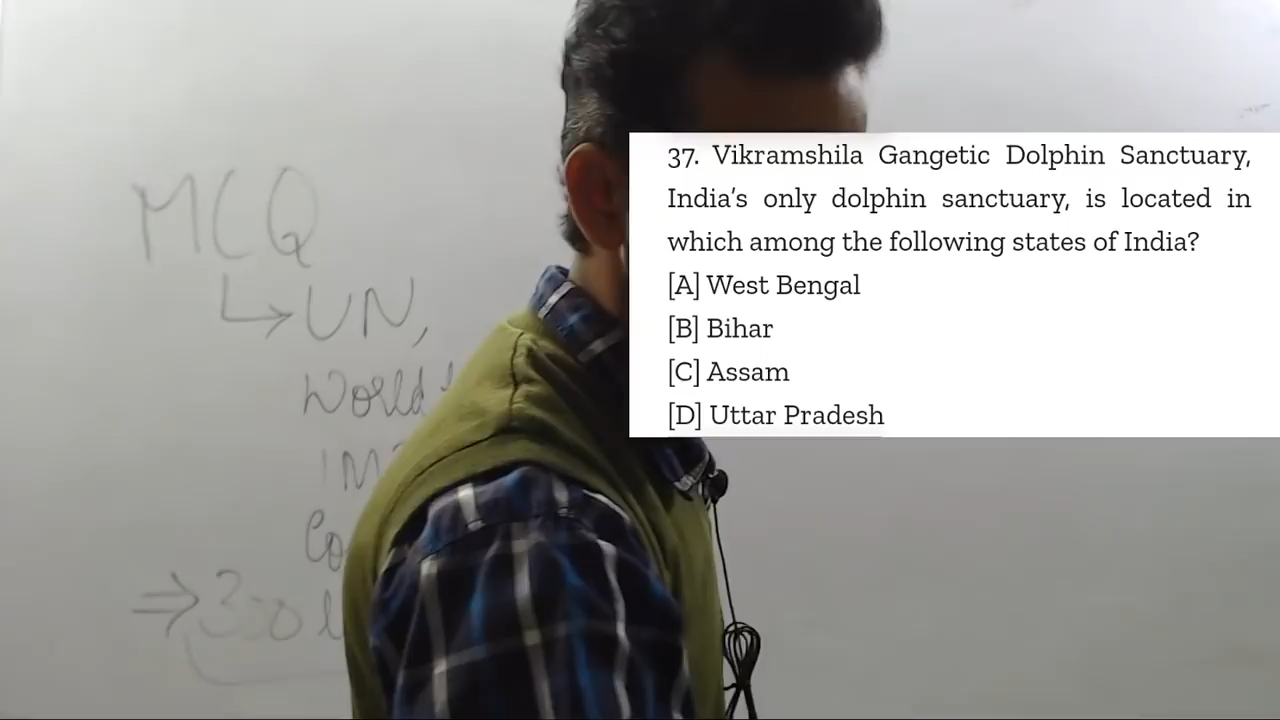 MCQ
↳ UN,
World
37. Vikramshila Gangetic Dolphin Sanctuary,
India's only dolphin sanctuary, is located in
which among the following states of India?
[A] West Bengal
[B] Bihar
[C] Assam
[D] Uttar Pradesh